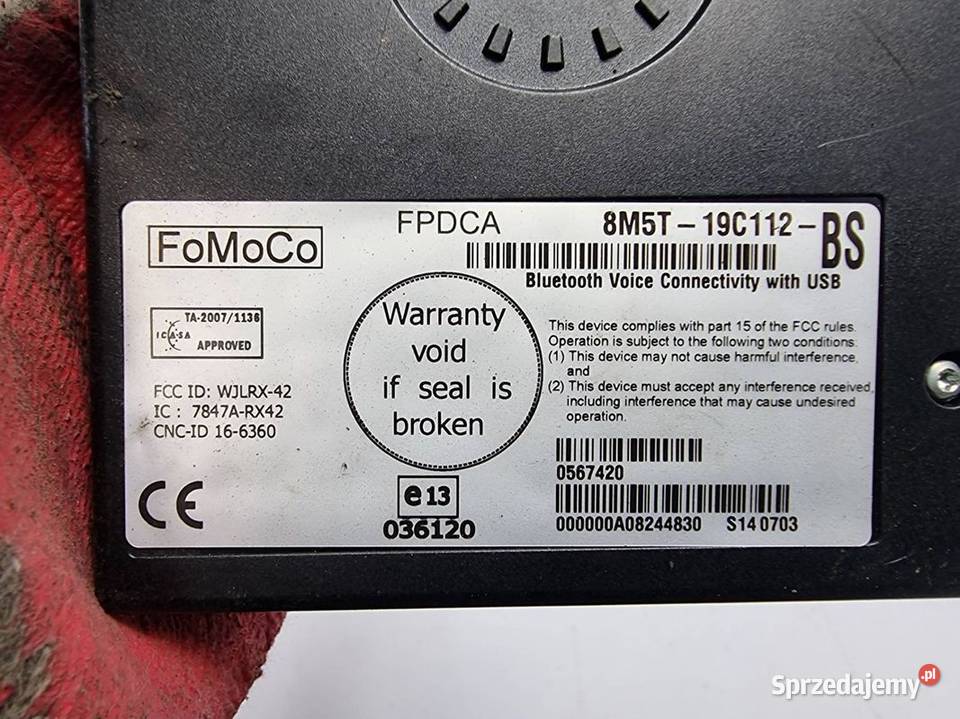 FoMoCo
FPDCA
8M5T-19C112-BS
Bluetooth Voice Connectivity with USB
TA-2007/1136
ICASA
APPROVED
FCC ID: WJLRX-42
IC : 7847A-RX42
CNC-ID 16-6360
Warranty
void
if seal is
broken
This device complies with part 15 of the FCC rules.
Operation is subject to the following two conditions:
(1) This device may not cause harmful interference,
and
(2) This device must accept any interference received,
including interference that may cause undesired
operation.
0567420
000000A08244830 S14 0703
CE
e13
036120
Sprzedajemy.pl